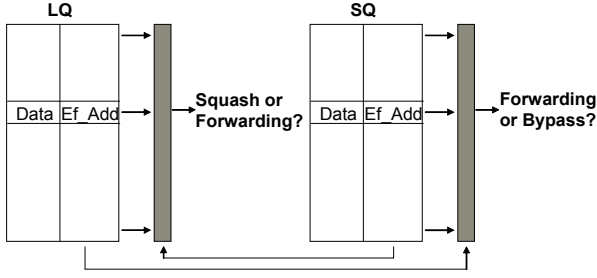 LQ
SQ
Data Ef_Add
Squash or
Forwarding?
Data Ef_Add
Forwarding
or Bypass?